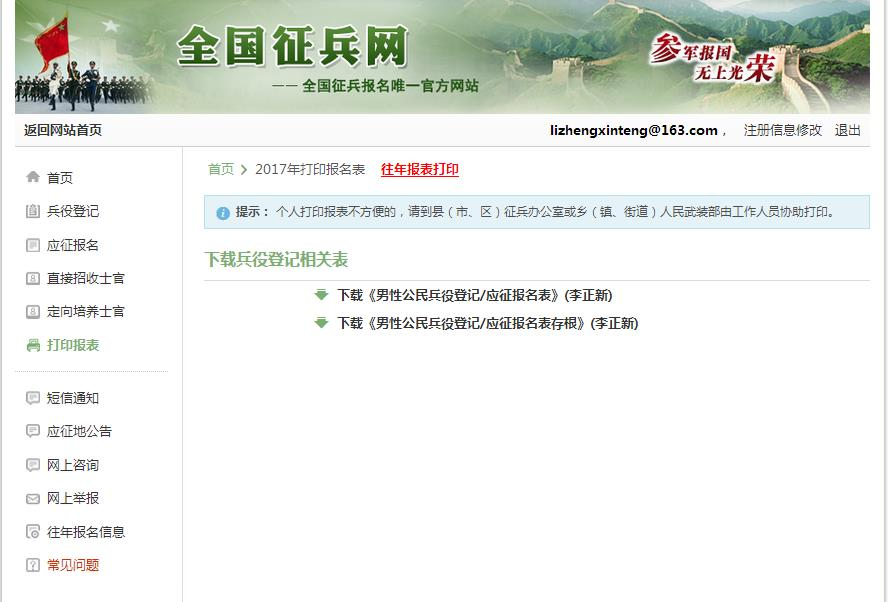 全国征兵网
—— 全国征兵报名唯一官方网站
参军报国
无上光荣
返回网站首页
lizhengxinteng@163.com , 注册信息修改 退出
首页
兵役登记
应征报名
直接招收士官
定向培养士官
打印报表
短信通知
应征地公告
网上咨询
网上举报
往年报名信息
常见问题
首页 > 2017年打印报名表 往年报表打印
提示： 个人打印报表不方便的，请到县（市、区）征兵办公室或乡（镇、街道）人民武装部由工作人员协助打印。
下载兵役登记相关表
下载《男性公民兵役登记/应征报名表》(李正新)
下载《男性公民兵役登记/应征报名表存根》(李正新)